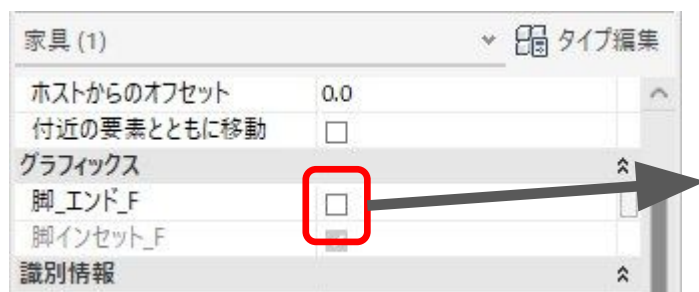 家具 (1)
タイプ編集
ホストからのオフセット 0.0
付近の要素とともに移動
グラフィックス
脚_エンド_F
脚インセット_F
識別情報